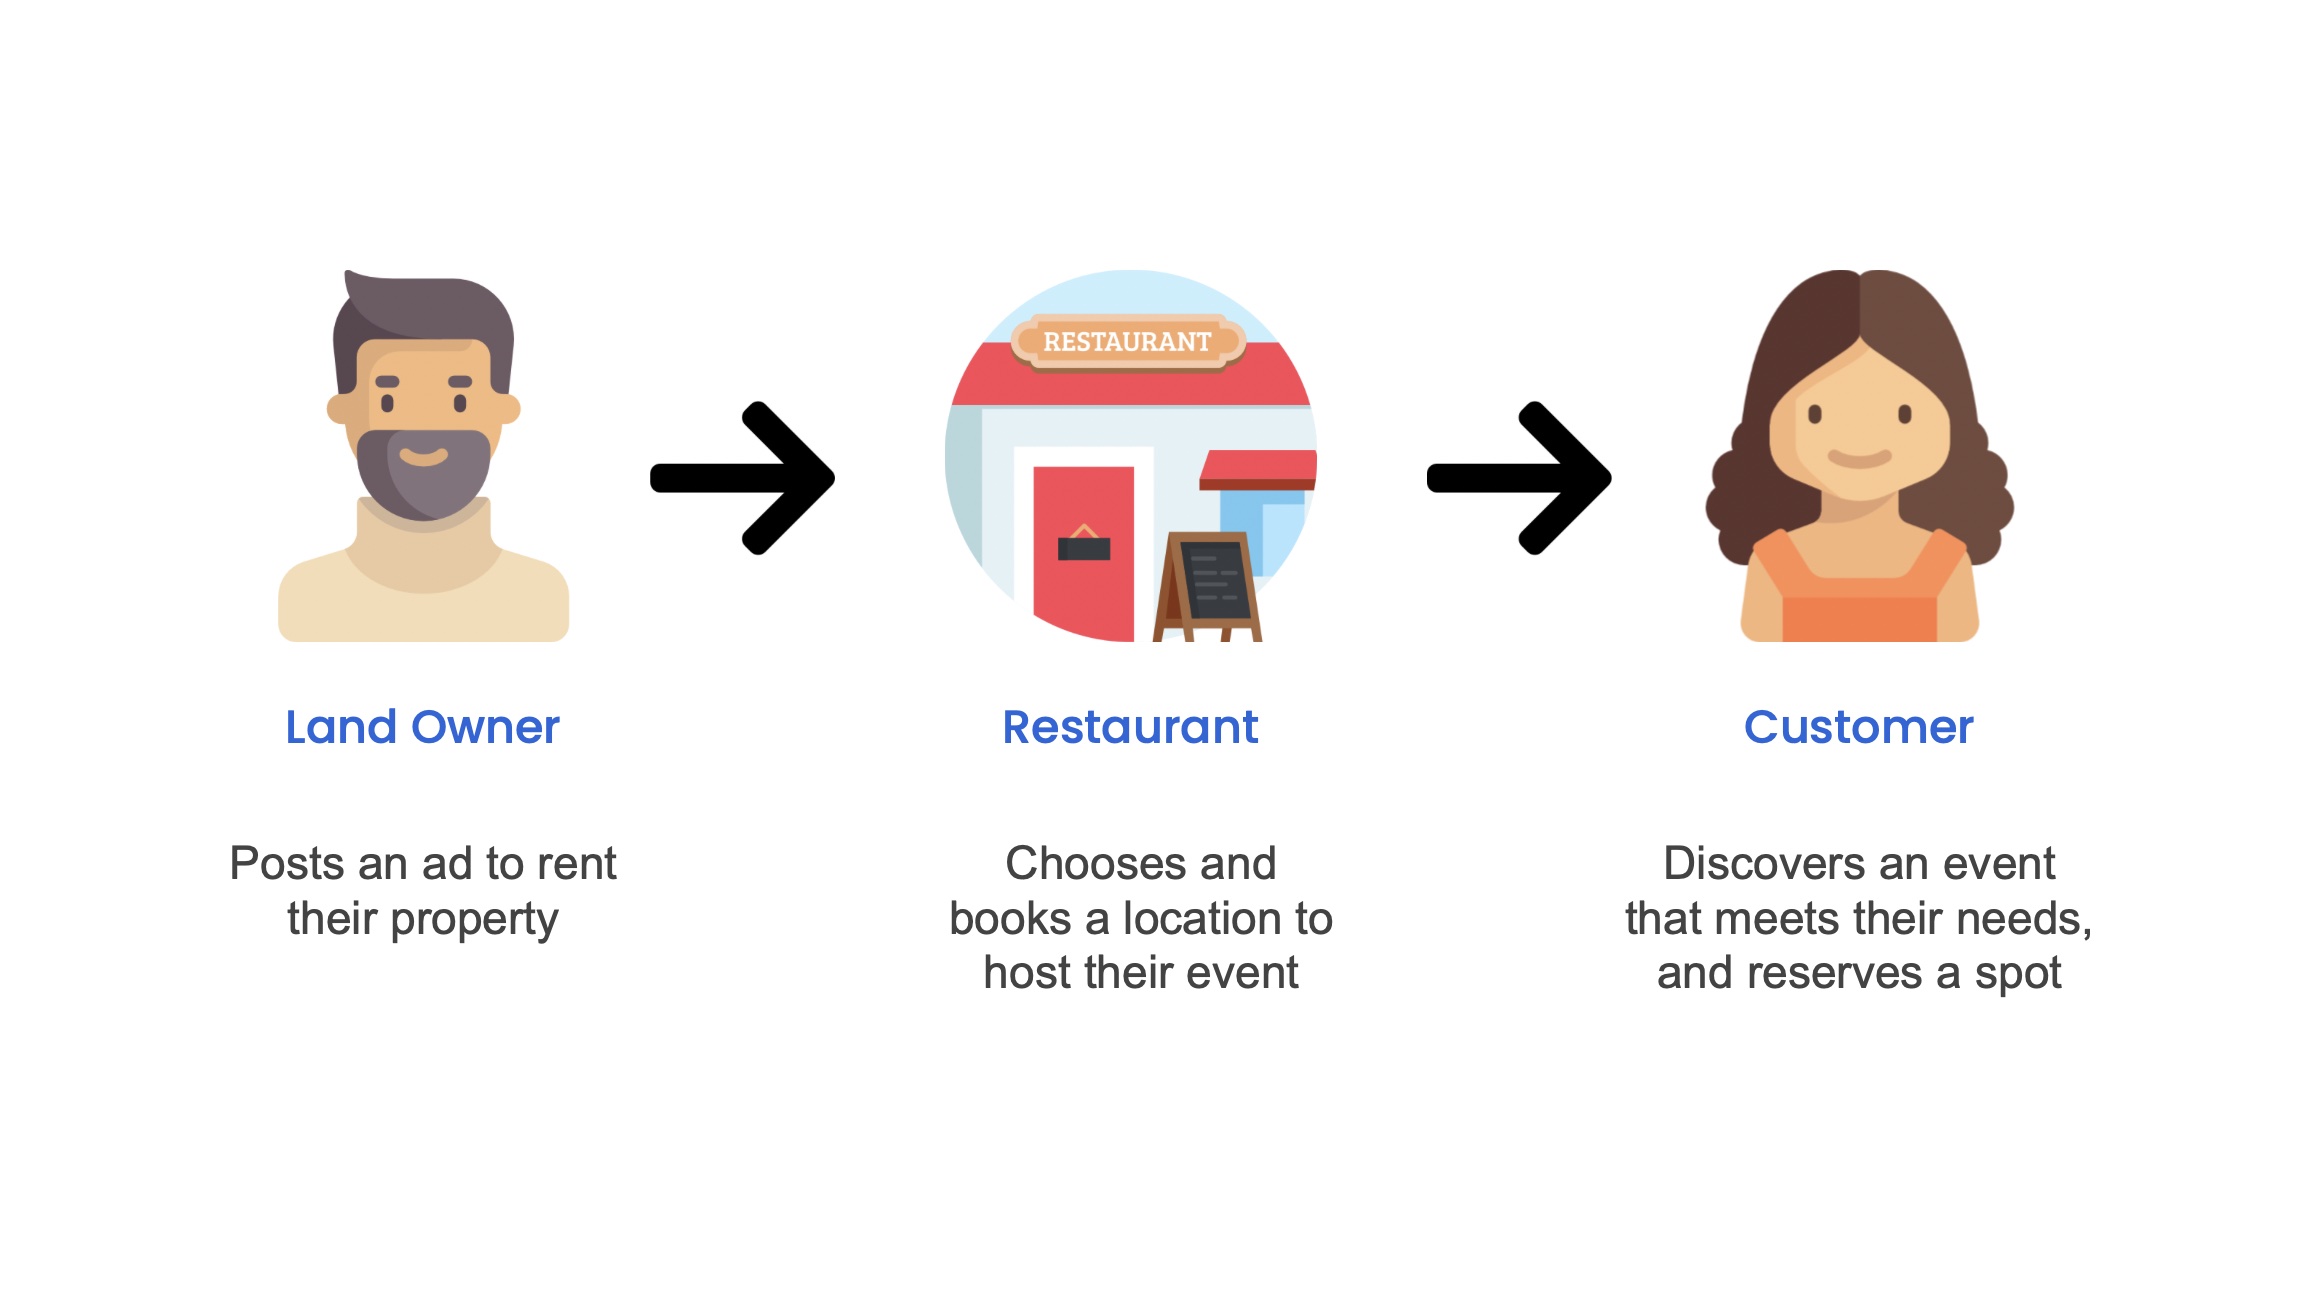 RESTAURANT
Land Owner
Restaurant
Customer
Posts an ad to rent
their property
Chooses and
books a location to
host their event
Discovers an event
that meets their needs,
and reserves a spot